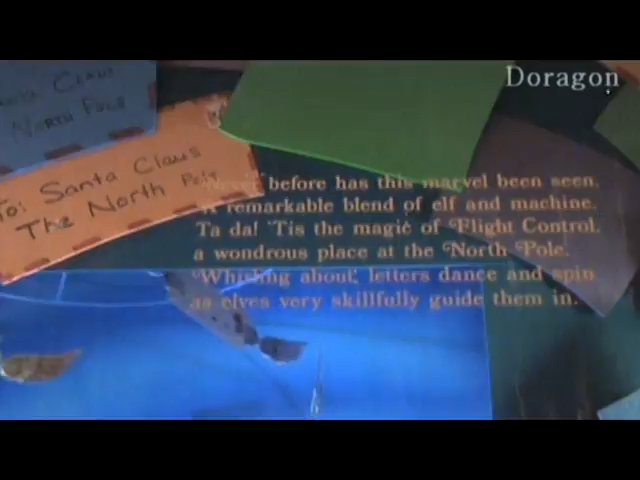 Doragon
Santa Claus
North Pole
To: Santa Claus
The North Pole
before has this marvel been seen.
A remarkable blend of elf and machine.
Ta da! 'Tis the magic of Flight Control,
a wondrous place at the North Pole.
Whishing about, letters dance and spin
as elves very skillfully guide them in.